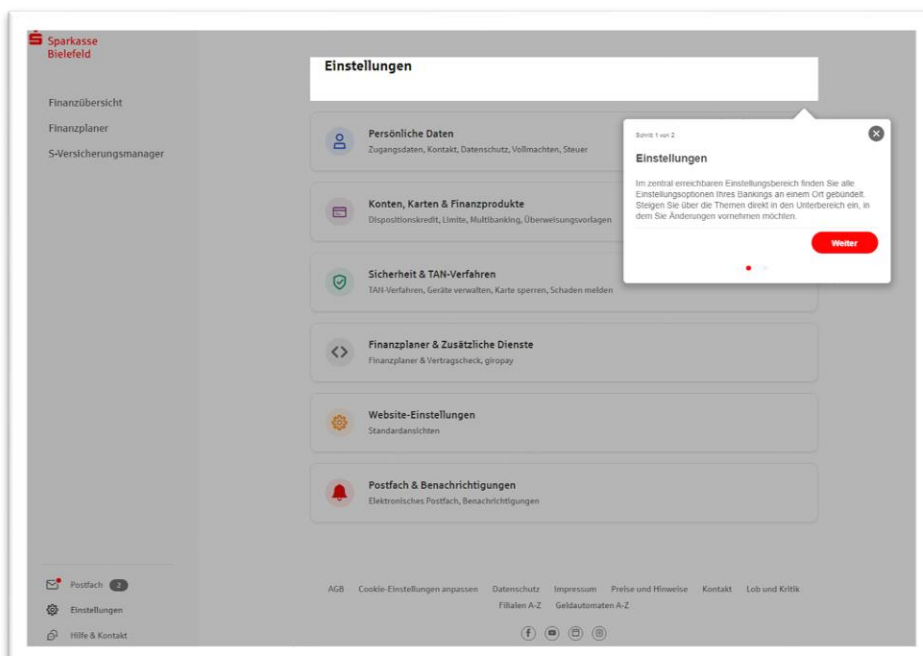 Sparkasse
Bielefeld
Finanzübersicht
Finanzplaner
S-Versicherungsmanager
Einstellungen
Persönliche Daten
Zugangsdaten, Kontakt, Datenschutz, Vollmachten, Steuer
Konten, Karten & Finanzprodukte
Dispositionskredit, Limite, Multibanking, Überweisungsvorlagen
Sicherheit & TAN-Verfahren
TAN-Verfahren, Geräte verwalten, Karte sperren, Schaden melden
Finanzplaner & Zusätzliche Dienste
Finanzplaner & Vertragscheck, giropay
Website-Einstellungen
Standardansichten
Postfach & Benachrichtigungen
Elektronisches Postfach, Benachrichtigungen
Schritt 1 von 2
Einstellungen
Im zentral erreichbaren Einstellungsbereich finden Sie alle
Einstellungsoptionen Ihres Bankings an einem Ort gebündelt.
Steigen Sie über die Themen direkt in den Unterbereich ein, in
dem Sie Änderungen vornehmen möchten.
Weiter
Postfach 2
Einstellungen
Hilfe & Kontakt
AGB Cookie-Einstellungen anpassen Datenschutz Impressum Preise und Hinweise Kontakt Lob und Kritik
Filialen A-Z Geldautomaten A-Z